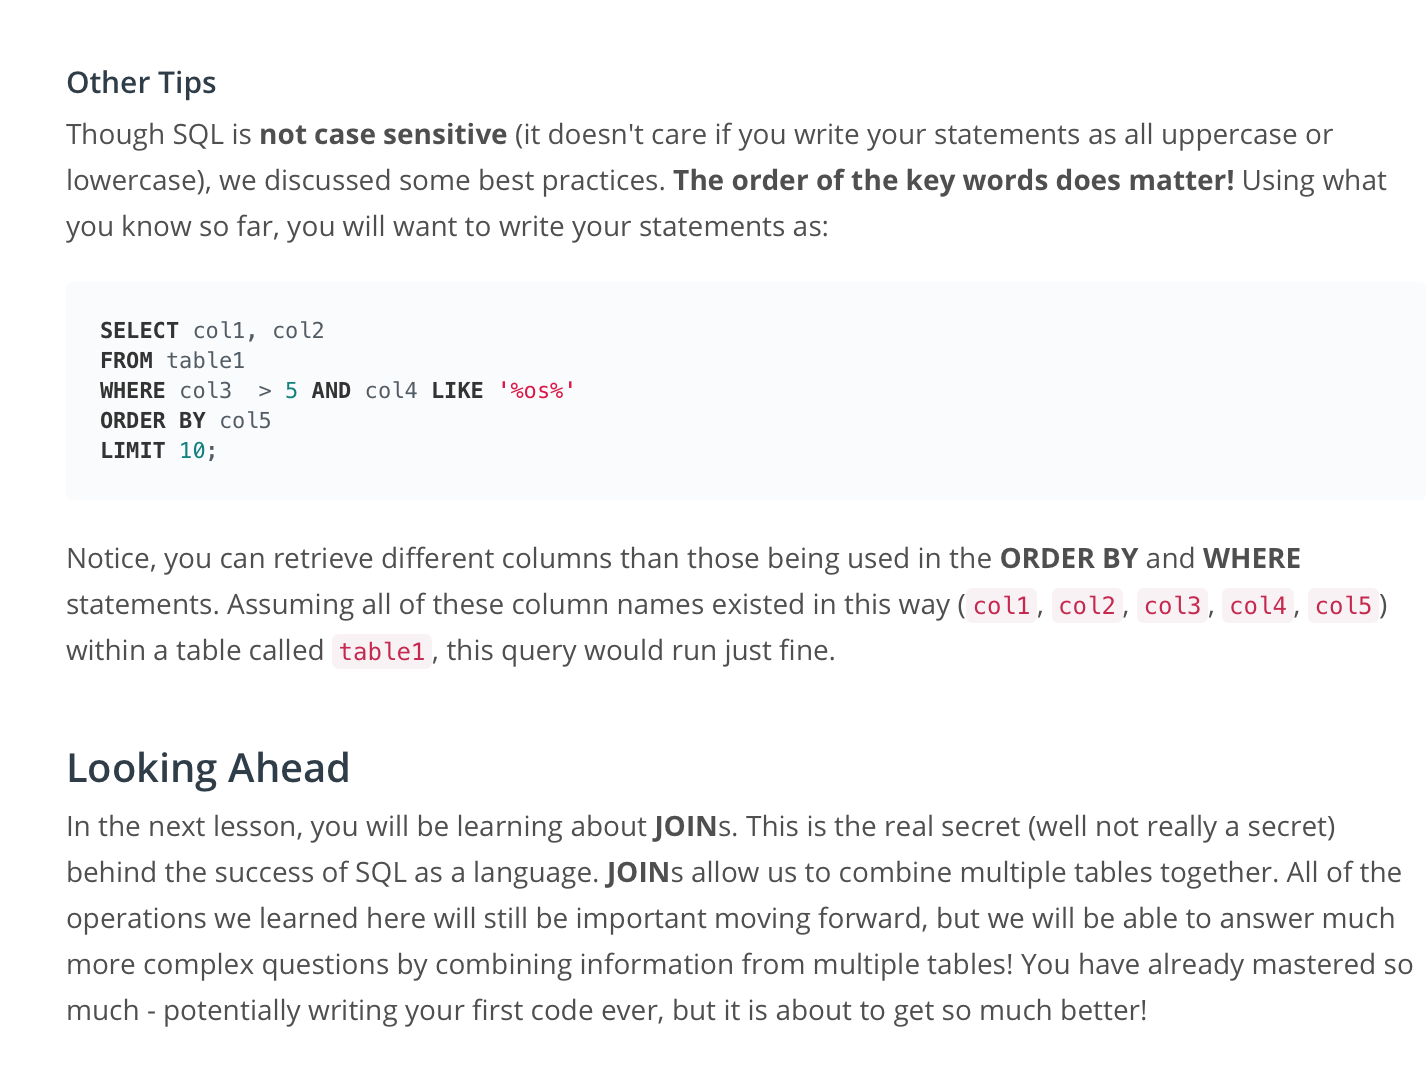 Other Tips
Though SQL is not case sensitive (it doesn't care if you write your statements as all uppercase or
lowercase), we discussed some best practices. The order of the key words does matter! Using what
you know so far, you will want to write your statements as:
SELECT col1, col2
FROM table1
WHERE col3  > 5 AND col4 LIKE '%os%'
ORDER BY col5
LIMIT 10;
Notice, you can retrieve different columns than those being used in the ORDER BY and WHERE
statements. Assuming all of these column names existed in this way (col1, col2, col3, col4, col5)
within a table called table1, this query would run just fine.
Looking Ahead
In the next lesson, you will be learning about JOINs. This is the real secret (well not really a secret)
behind the success of SQL as a language. JOINs allow us to combine multiple tables together. All of the
operations we learned here will still be important moving forward, but we will be able to answer much
more complex questions by combining information from multiple tables! You have already mastered so
much - potentially writing your first code ever, but it is about to get so much better!